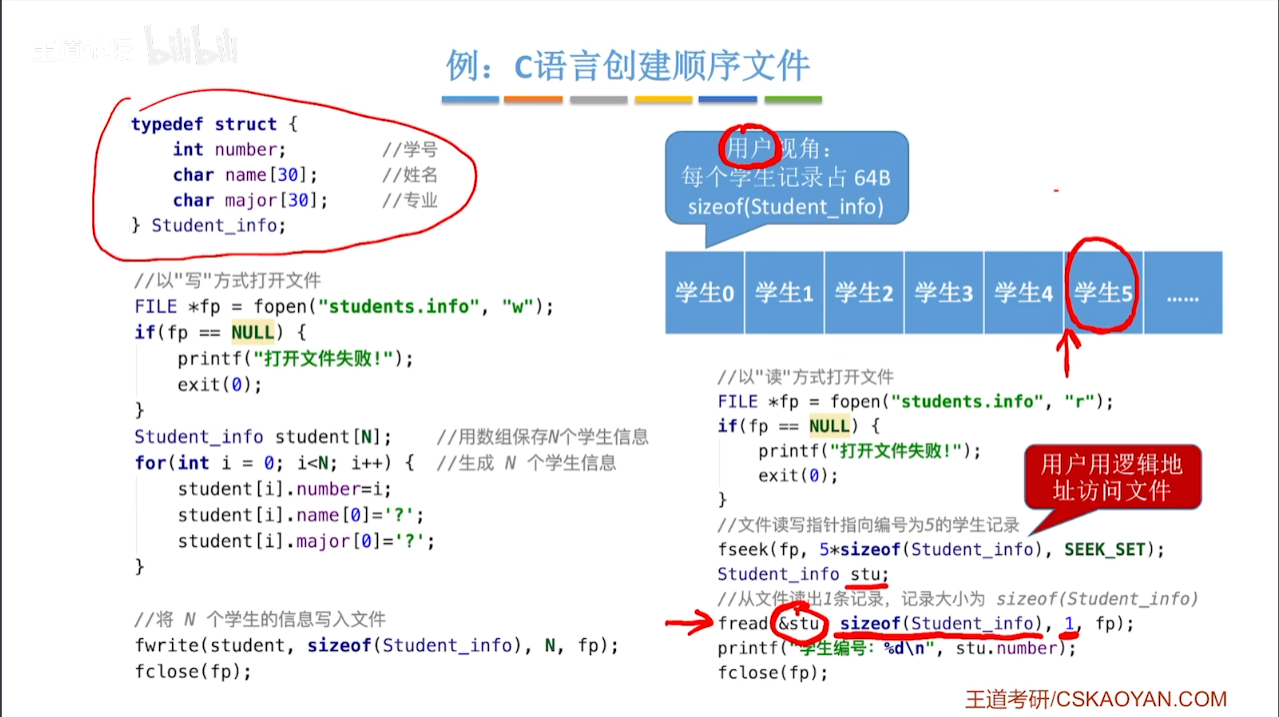 王道论坛 bilibili
例：C语言创建顺序文件
typedef struct {
int number; //学号
char name[30]; //姓名
char major[30]; //专业
} Student_info;
//以"写"方式打开文件
FILE *fp = fopen("students.info", "w");
if(fp == NULL) {
printf("打开文件失败!");
exit(0);
}
Student_info student[N]; //用数组保存N个学生信息
for(int i = 0; i<N; i++) { //生成 N 个学生信息
student[i].number=i;
student[i].name[0]='?';
student[i].major[0]='?';
}
//将 N 个学生的信息写入文件
fwrite(student, sizeof(Student_info), N, fp);
fclose(fp);
用户视角：
每个学生记录占 64B
sizeof(Student_info)
学生0 学生1 学生2 学生3 学生4 学生5 ……
//以"读"方式打开文件
FILE *fp = fopen("students.info", "r");
if(fp == NULL) {
printf("打开文件失败!");
exit(0);
}
用户用逻辑地
址访问文件
//文件读写指针指向编号为5的学生记录
fseek(fp, 5*sizeof(Student_info), SEEK_SET);
Student_info stu;
//从文件读出1条记录，记录大小为 sizeof(Student_info)
fread(&stu, sizeof(Student_info), 1, fp);
printf("学生编号：%d\n", stu.number);
fclose(fp);
王道考研/CSKAOYAN.COM